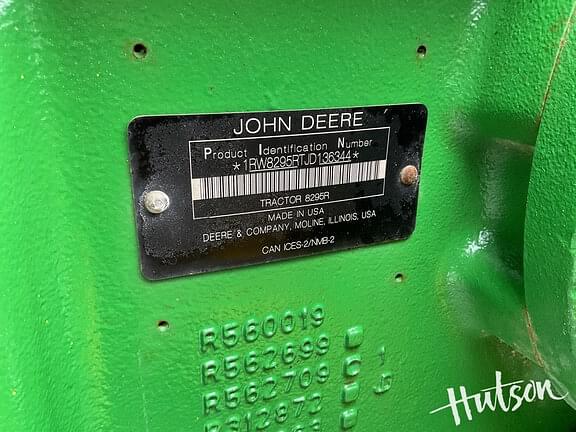 JOHN DEERE
Product Identification Number
*1RW8295RTJD136344*
TRACTOR 8295R
MADE IN USA
DEERE & COMPANY, MOLINE, ILLINOIS, USA
CAN ICES-2/NMB-2
R560019
R562699
R562709
R312873
Hutson